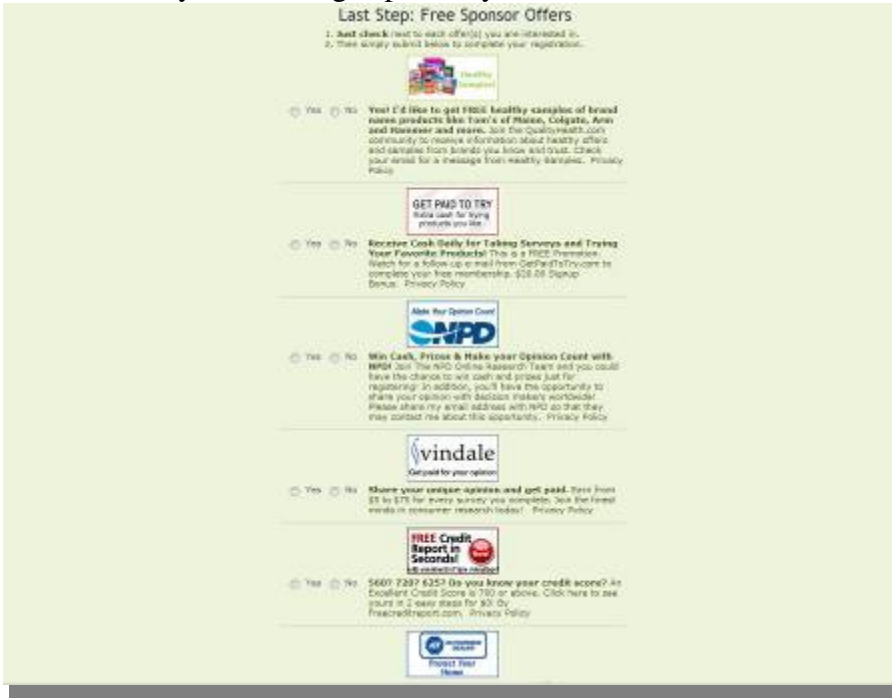 Last Step: Free Sponsor Offers
1. Just check next to each offer(s) you are interested in.
2. Then simply submit below to complete your registration.
Healthy
Samples!
Yes No Yes! I'd like to get FREE healthy samples of brand
name products like Tom's of Maine, Colgate, Arm
and Hammer and more. Join the QualityHealth.com
community to receive information about healthy offers
and samples from brands you know and trust. Check
your email for a message from Healthy Samples. Privacy
Policy
GET PAID TO TRY
Extra cash for trying
products you like
Yes No Receive Cash Daily for Taking Surveys and Trying
Your Favorite Products! This is a FREE Promotion.
Watch for a follow up e-mail from GetPaidToTry.com to
complete your free membership. $20.00 Signup
Bonus. Privacy Policy
Make Your Opinion Count
NPD
Yes No Win Cash, Prizes & Make your Opinion Count with
NPD! Join The NPD Online Research Team and you could
have the chance to win cash and prizes just for
registering! In addition, you'll have the opportunity to
share your opinion with decision makers worldwide!
Please share my email address with NPD so that they
may contact me about this opportunity. Privacy Policy
vindale
Get paid for your opinion
Yes No Share your unique opinion and get paid. Earn from
$5 to $75 for every survey you complete. Join the finest
minds in consumer research today! Privacy Policy
FREE Credit
Report in
Seconds!
Yes No 560? 720? 625? Do you know your credit score? An
Excellent Credit Score is 700 or above. Click here to see
yours in 2 easy steps for $0! By
Freecreditreport.com. Privacy Policy
Protect Your
Home